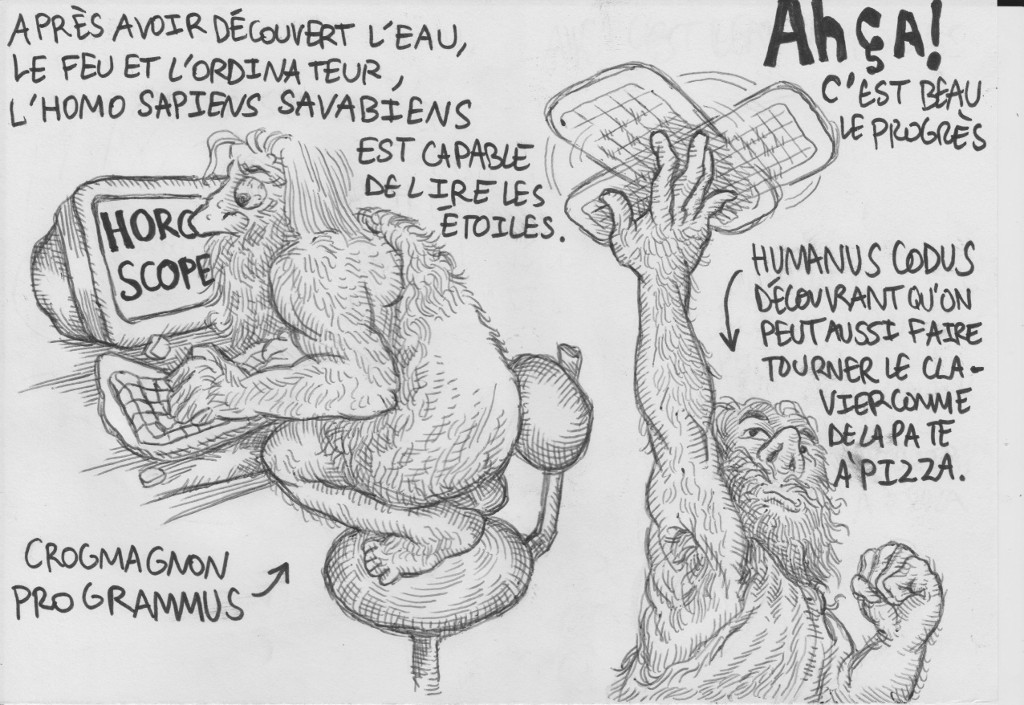 APRÈS AVOIR DÉCOUVERT L'EAU,
LE FEU ET L'ORDINATEUR,
L'HOMO SAPIENS SAVABIENS
EST CAPABLE
DE LIRE LES
ÉTOILES.
HOROSCOPE
CROGMAGNON
PROGRAMMUS
AhçA!
C'EST BEAU
LE PROGRÈS
HUMANUS CODUS
DÉCOUVRANT QU'ON
PEUT AUSSI FAIRE
TOURNER LE CLA-
VIER COMME
DE LA PATE
A'PIZZA.